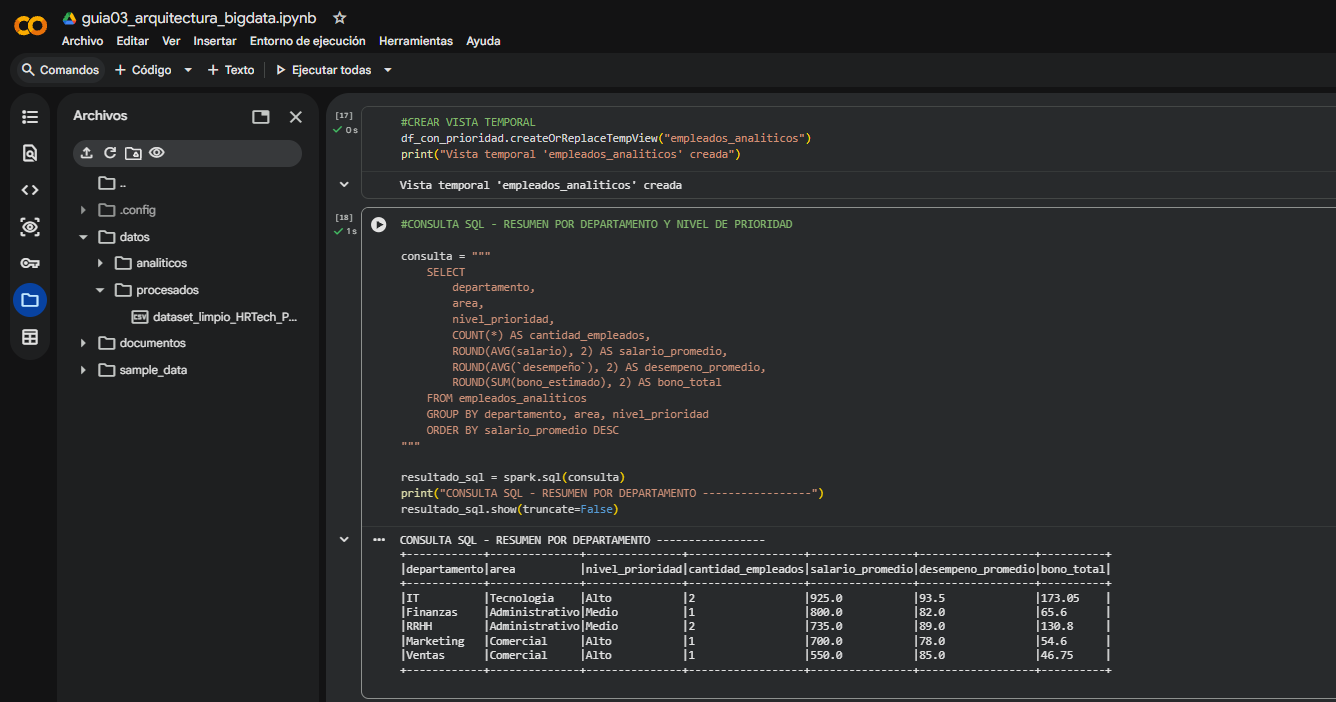 guia03_arquitectura_bigdata.ipynb
Archivo Editar Ver Insertar Entorno de ejecución Herramientas Ayuda
Comandos + Código + Texto Ejecutar todas
Archivos
..
.config
datos
analiticos
procesados
CSV dataset_limpio_HRTech_P...
documentos
sample_data
[17]
0 s
#CREAR VISTA TEMPORAL
df_con_prioridad.createOrReplaceTempView("empleados_analiticos")
print("Vista temporal 'empleados_analiticos' creada")
Vista temporal 'empleados_analiticos' creada
[18]
1 s
#CONSULTA SQL - RESUMEN POR DEPARTAMENTO Y NIVEL DE PRIORIDAD
consulta = """
    SELECT
        departamento,
        area,
        nivel_prioridad,
        COUNT(*) AS cantidad_empleados,
        ROUND(AVG(salario), 2) AS salario_promedio,
        ROUND(AVG(`desempeño`), 2) AS desempeno_promedio,
        ROUND(SUM(bono_estimado), 2) AS bono_total
    FROM empleados_analiticos
    GROUP BY departamento, area, nivel_prioridad
    ORDER BY salario_promedio DESC
"""
resultado_sql = spark.sql(consulta)
print("CONSULTA SQL - RESUMEN POR DEPARTAMENTO -----------------")
resultado_sql.show(truncate=False)
CONSULTA SQL - RESUMEN POR DEPARTAMENTO -----------------
+------------+--------------+---------------+------------------+----------------+------------------+----------+
|departamento|area          |nivel_prioridad|cantidad_empleados|salario_promedio|desempeno_promedio|bono_total|
+------------+--------------+---------------+------------------+----------------+------------------+----------+
|IT          |Tecnologia    |Alto           |2                 |925.0           |93.5              |173.05    |
|Finanzas    |Administrativo|Medio          |1                 |800.0           |82.0              |65.6      |
|RRHH        |Administrativo|Medio          |2                 |735.0           |89.0              |130.8     |
|Marketing   |Comercial     |Alto           |1                 |700.0           |78.0              |54.6      |
|Ventas      |Comercial     |Alto           |1                 |550.0           |85.0              |46.75     |
+------------+--------------+---------------+------------------+----------------+------------------+----------+